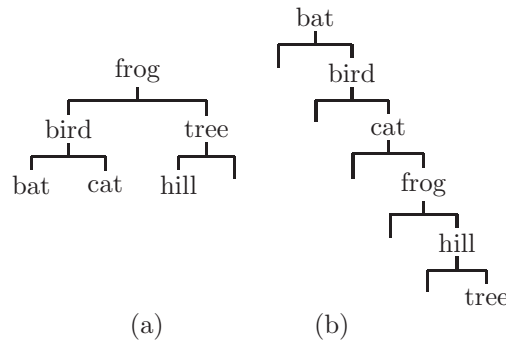 frog
bird tree
bat cat hill
(a)
bat
bird
cat
frog
hill
tree
(b)